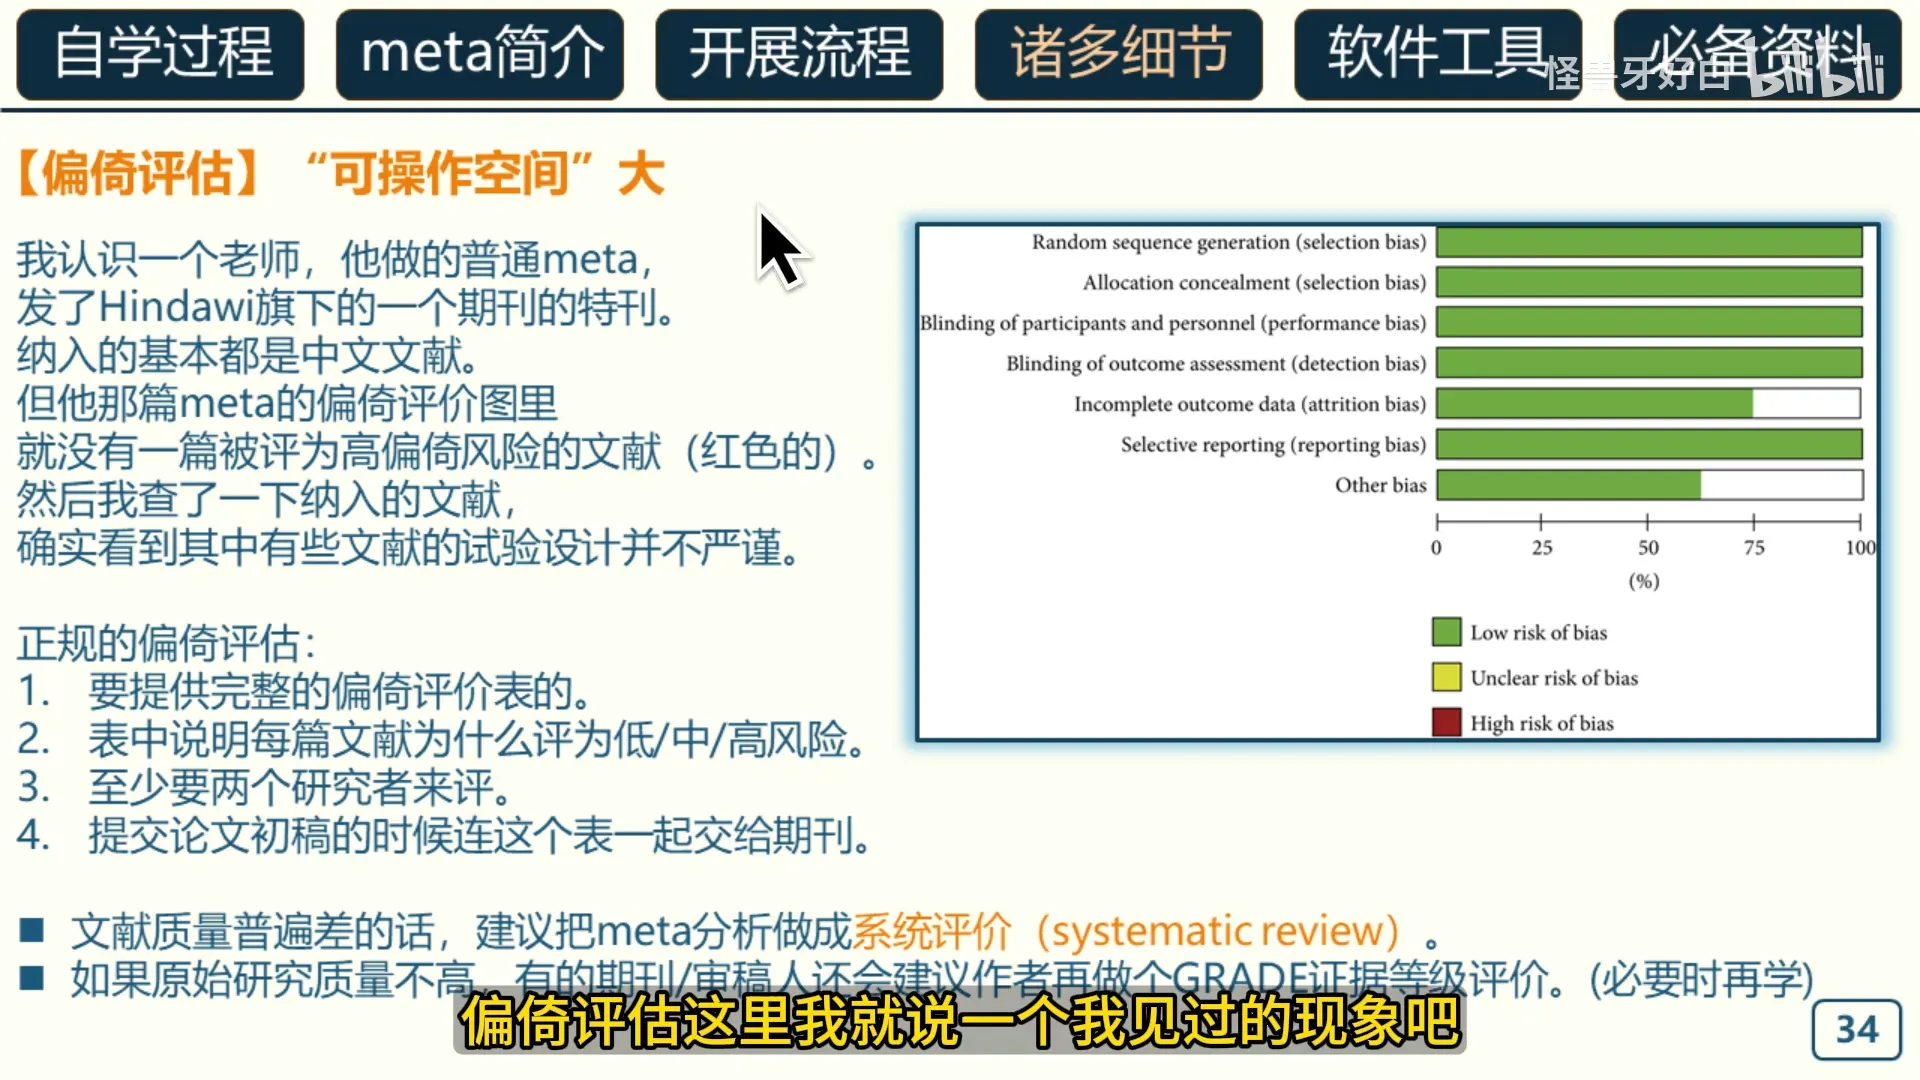 自学过程
meta简介
开展流程
诸多细节
软件工具
必备资料
怪兽牙好白 bilibili
【偏倚评估】“可操作空间”大
我认识一个老师，他做的普通meta，
发了Hindawi旗下的一个期刊的特刊。
纳入的基本都是中文文献。
但他那篇meta的偏倚评价图里
就没有一篇被评为高偏倚风险的文献（红色的）。
然后我查了一下纳入的文献，
确实看到其中有些文献的试验设计并不严谨。
正规的偏倚评估：
1. 要提供完整的偏倚评价表的。
2. 表中说明每篇文献为什么评为低/中/高风险。
3. 至少要两个研究者来评。
4. 提交论文初稿的时候连这个表一起交给期刊。
Random sequence generation (selection bias)
Allocation concealment (selection bias)
Blinding of participants and personnel (performance bias)
Blinding of outcome assessment (detection bias)
Incomplete outcome data (attrition bias)
Selective reporting (reporting bias)
Other bias
0 25 50 75 100
(%)
Low risk of bias
Unclear risk of bias
High risk of bias
■ 文献质量普遍差的话，建议把meta分析做成系统评价（systematic review）。
■ 如果原始研究质量不高，有的期刊/审稿人还会建议作者再做个GRADE证据等级评价。(必要时再学)
偏倚评估这里我就说一个我见过的现象吧
34